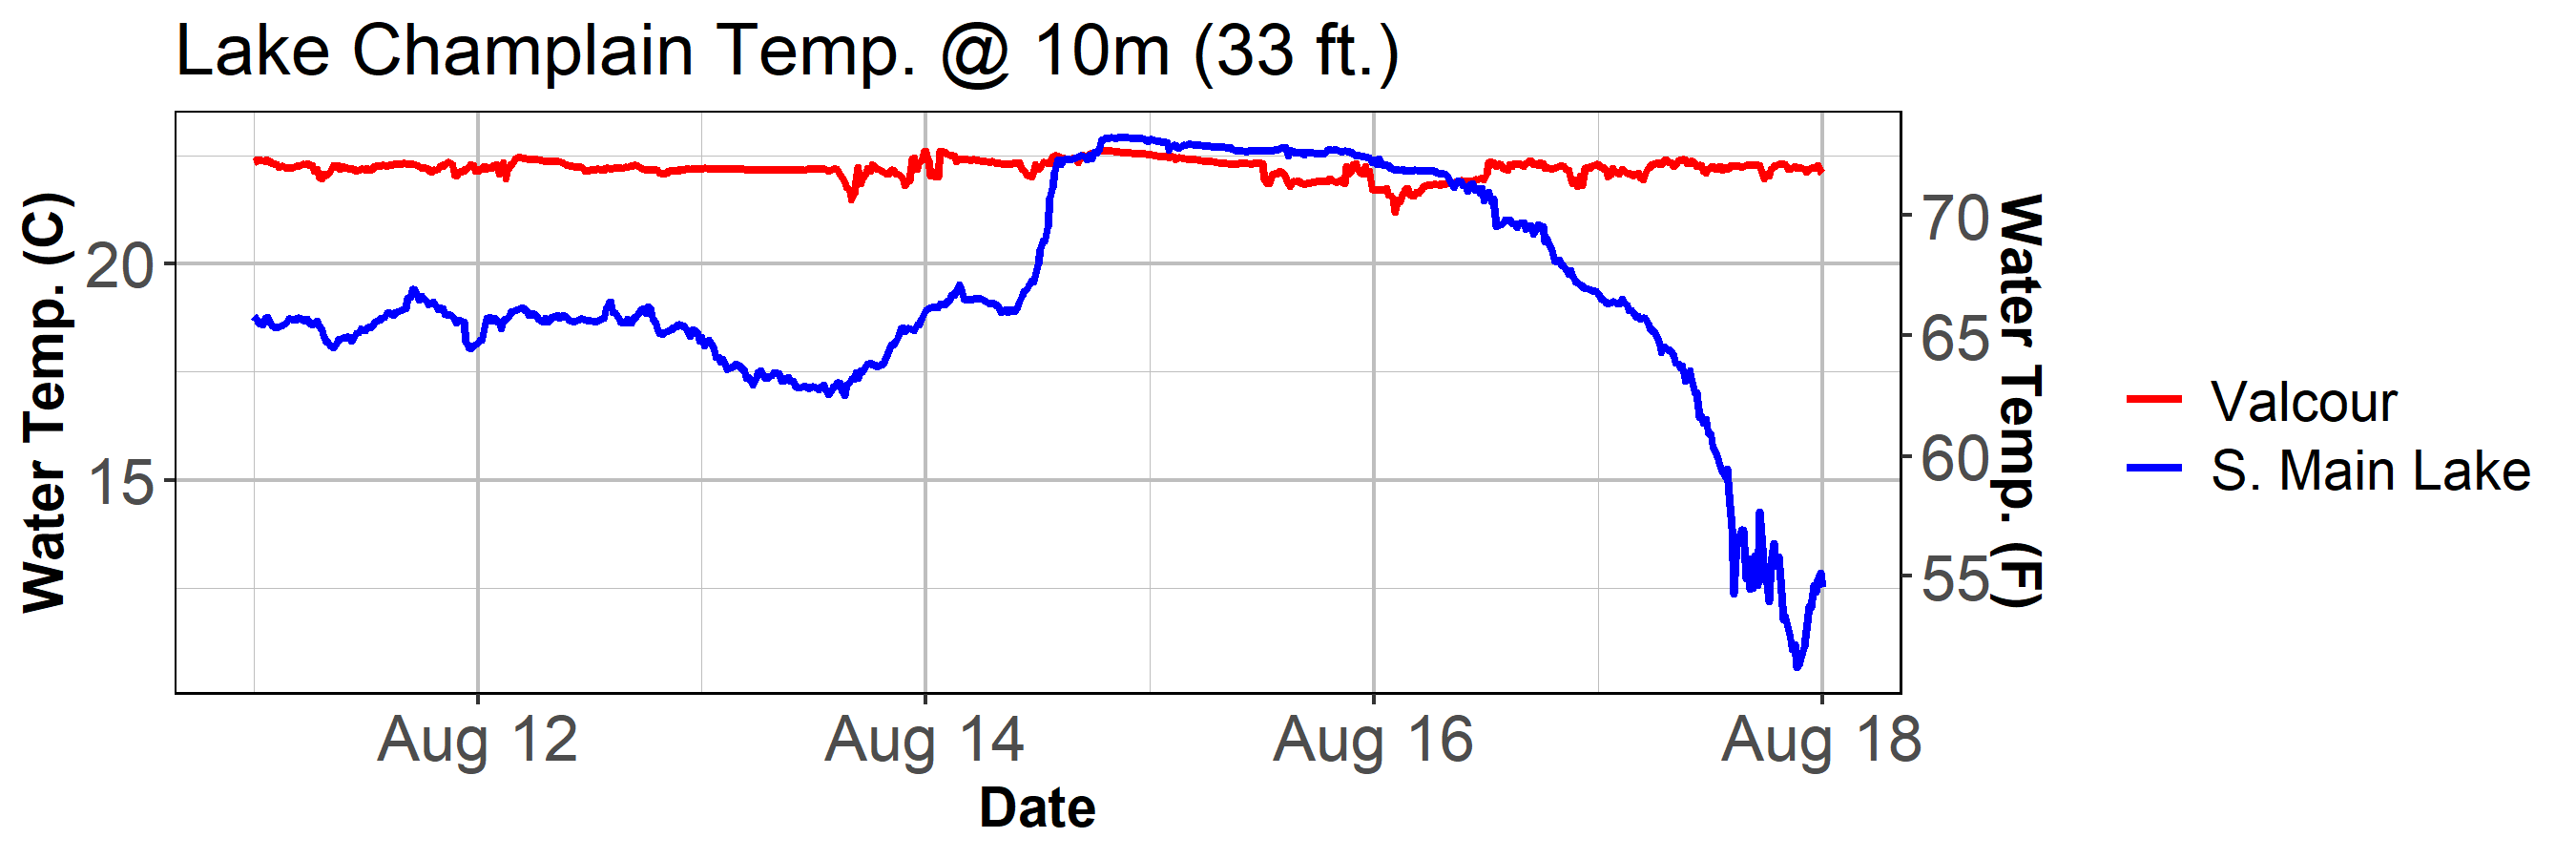 Lake Champlain Temp. @ 10m (33 ft.)
Water Temp. (C)
20
15
70
65
60
55
Water Temp. (F)
Aug 12
Aug 14
Aug 16
Aug 18
Date
Valcour
S. Main Lake